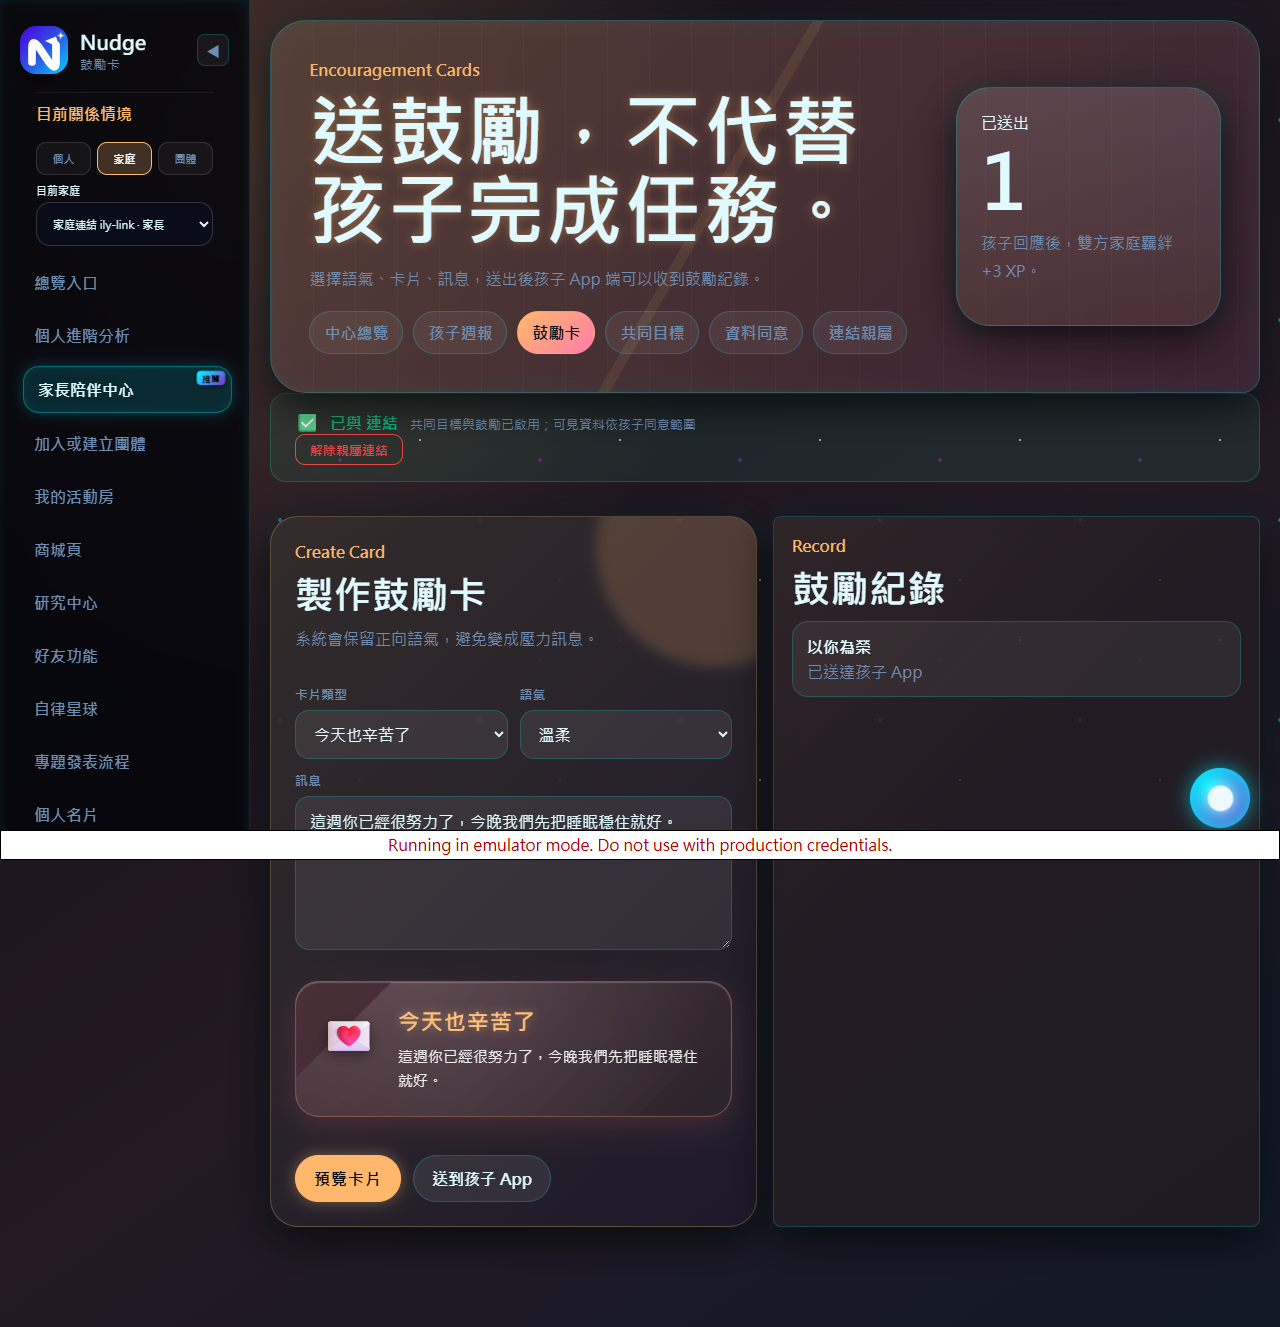 Nudge
鼓勵卡
◀
目前關係情境
個人
家庭
團體
目前家庭
家庭連結 ily-link · 家長
總覽入口
個人進階分析
家長陪伴中心
推薦
加入或建立團體
我的活動房
商城頁
研究中心
好友功能
自律星球
專題發表流程
個人名片
Encouragement Cards
送鼓勵，不代替
孩子完成任務。
選擇語氣、卡片、訊息，送出後孩子 App 端可以收到鼓勵紀錄。
中心總覽
孩子週報
鼓勵卡
共同目標
資料同意
連結親屬
已送出
1
孩子回應後，雙方家庭羈絆
+3 XP。
✅ 已與 連結 共同目標與鼓勵已啟用；可見資料依孩子同意範圍
解除親屬連結
Create Card
製作鼓勵卡
系統會保留正向語氣，避免變成壓力訊息。
卡片類型
今天也辛苦了
語氣
溫柔
訊息
這週你已經很努力了，今晚我們先把睡眠穩住就好。
今天也辛苦了
這週你已經很努力了，今晚我們先把睡眠穩住
就好。
預覽卡片
送到孩子 App
Record
鼓勵紀錄
以你為榮
已送達孩子 App
Running in emulator mode. Do not use with production credentials.